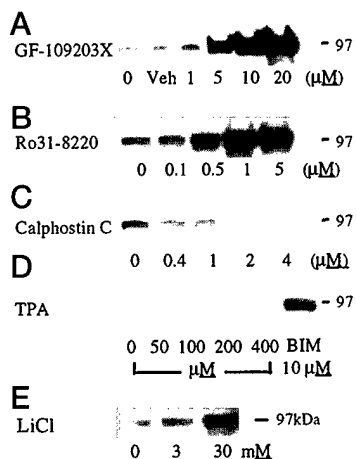 A
GF-109203X
- 97
0 Veh 1 5 10 20 (µM)
B
Ro31-8220
- 97
0 0.1 0.5 1 5 (µM)
C
Calphostin C
- 97
0 0.4 1 2 4 (µM)
D
TPA
- 97
0 50 100 200 400 BIM
µM 10 µM
E
LiCl
- 97kDa
0 3 30 mM